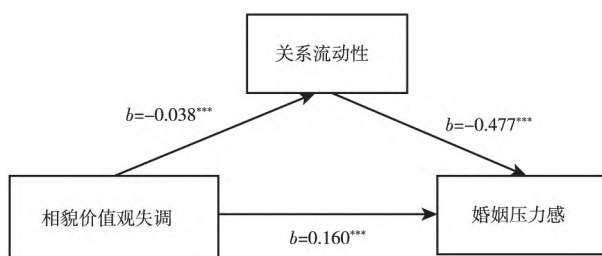 关系流动性
b=-0.038***
b=-0.477***
相貌价值观失调
婚姻压力感
b=0.160***